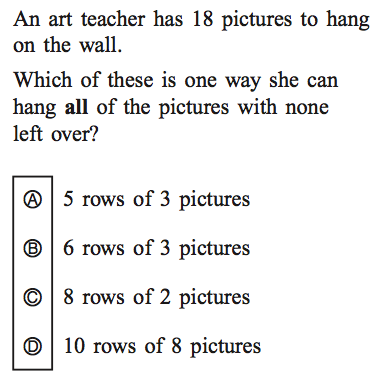 An art teacher has 18 pictures to hang
on the wall.
Which of these is one way she can
hang all of the pictures with none
left over?
Ⓐ 5 rows of 3 pictures
Ⓑ 6 rows of 3 pictures
Ⓒ 8 rows of 2 pictures
Ⓓ 10 rows of 8 pictures